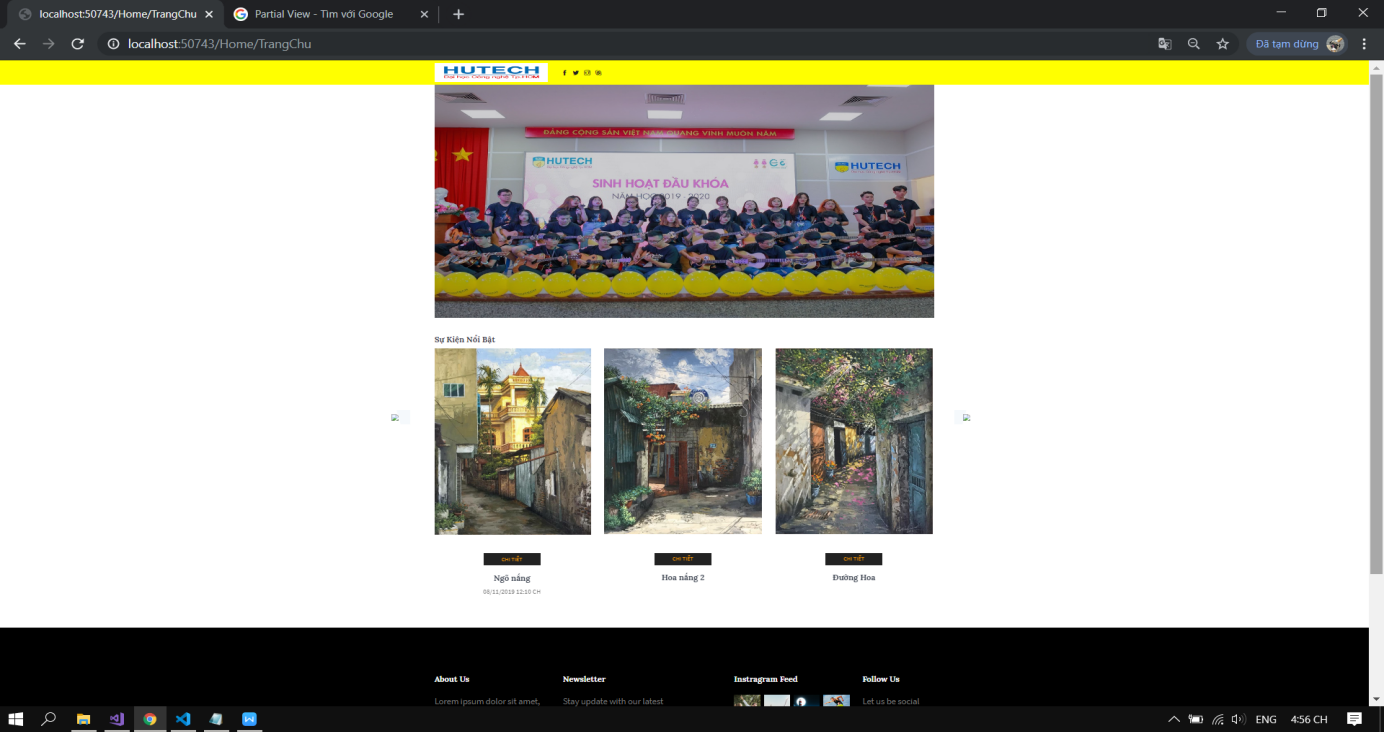 localhost:50743/Home/TrangChu
Partial View - Tìm với Google
localhost:50743/Home/TrangChu
Đã tạm dừng
HUTECH
Đại học Công nghệ Tp.HCM
ĐẢNG CỘNG SẢN VIỆT NAM QUANG VINH MUÔN NĂM
HUTECH
HUTECH
SINH HOẠT ĐẦU KHÓA
NĂM HỌC 2019 - 2020
Sự Kiện Nổi Bật
CHI TIẾT
CHI TIẾT
CHI TIẾT
Ngõ nắng
Hoa nắng 2
Đường Hoa
08/11/2019 12:10 CH
About Us
Newsletter
Instragram Feed
Follow Us
Lorem ipsum dolor sit amet,
Stay update with our latest
Let us be social
ENG
4:56 CH